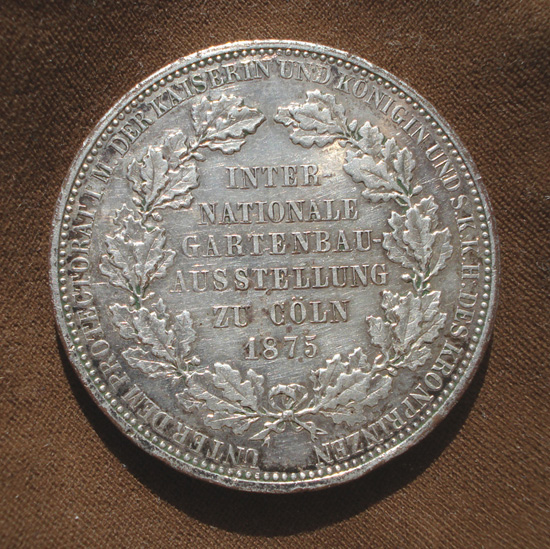 UNTER DEM PROTECTORAT I.M. DER KAISERIN UND KÖNIGIN UND S.K.K.H. DES KRONPRINZEN
INTER-
NATIONALE
GARTENBAU-
AUSSTELLUNG
ZU CÖLN
1875